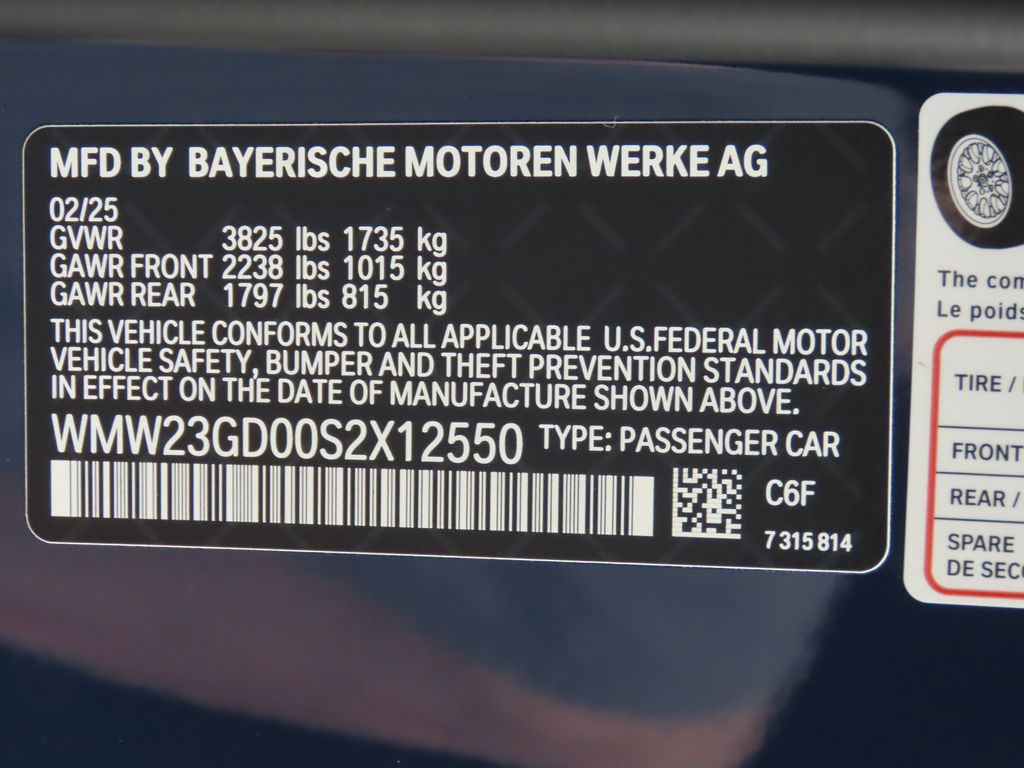 MFD BY BAYERISCHE MOTOREN WERKE AG
02/25
GVWR 3825 lbs 1735 kg
GAWR FRONT 2238 lbs 1015 kg
GAWR REAR 1797 lbs 815 kg
THIS VEHICLE CONFORMS TO ALL APPLICABLE U.S.FEDERAL MOTOR
VEHICLE SAFETY, BUMPER AND THEFT PREVENTION STANDARDS
IN EFFECT ON THE DATE OF MANUFACTURE SHOWN ABOVE.
WMW23GD00S2X12550 TYPE: PASSENGER CAR
C6F
7 315 814
The com
Le poids
TIRE /
FRONT
REAR /
SPARE
DE SECO